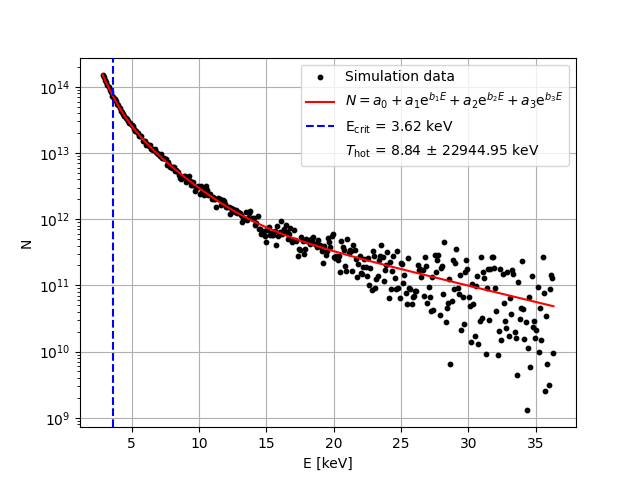 Simulation data
N = a₀ + a₁e^{b₁E} + a₂e^{b₂E} + a₃e^{b₃E}
E_crit = 3.62 keV
T_hot = 8.84 ± 22944.95 keV
10¹⁴
10¹³
10¹²
10¹¹
10¹⁰
10⁹
N
5 10 15 20 25 30 35
E [keV]